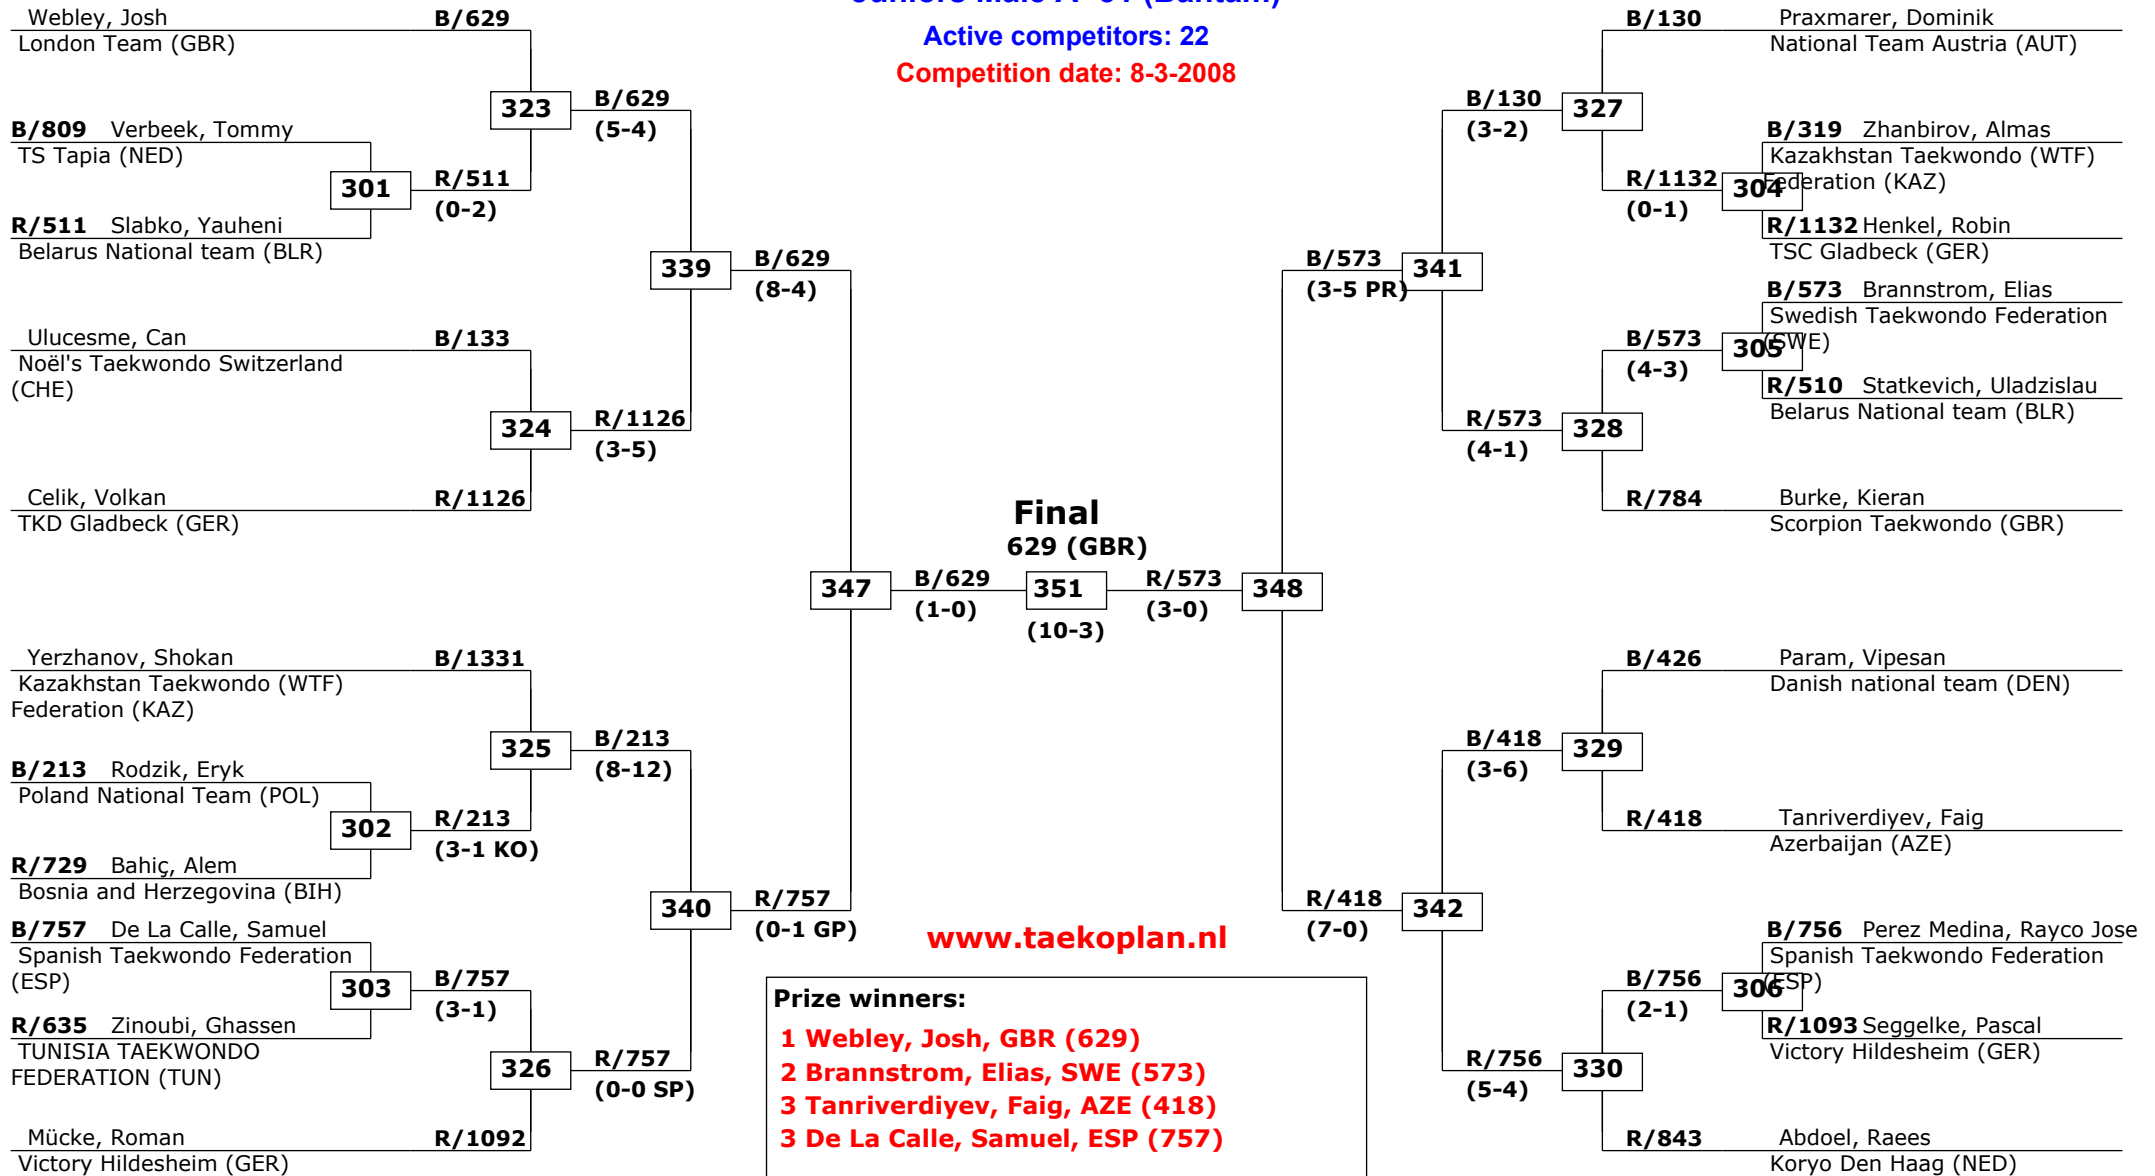 Active competitors: 22
Competition date: 8-3-2008
Webley, Josh B/629
London Team (GBR)
B/809 Verbeek, Tommy
TS Tapia (NED)
301
R/511
(0-2)
R/511 Slabko, Yauheni
Belarus National team (BLR)
323
B/629
(5-4)
Ulucesme, Can B/133
Noël's Taekwondo Switzerland
(CHE)
324
R/1126
(3-5)
Celik, Volkan R/1126
TKD Gladbeck (GER)
339
B/629
(8-4)
Yerzhanov, Shokan B/1331
Kazakhstan Taekwondo (WTF)
Federation (KAZ)
325
B/213
(8-12)
B/213 Rodzik, Eryk
Poland National Team (POL)
302
R/213
(3-1 KO)
R/729 Bahiç, Alem
Bosnia and Herzegovina (BIH)
340
R/757
(0-1 GP)
B/757 De La Calle, Samuel
Spanish Taekwondo Federation
(ESP)
303
B/757
(3-1)
R/635 Zinoubi, Ghassen
TUNISIA TAEKWONDO
FEDERATION (TUN)
326
R/757
(0-0 SP)
Mücke, Roman R/1092
Victory Hildesheim (GER)
347
B/629
(1-0)
Final
629 (GBR)
351
(10-3)
R/573
(3-0)
348
B/130 Praxmarer, Dominik
National Team Austria (AUT)
B/130
(3-2)
327
B/319 Zhanbirov, Almas
Kazakhstan Taekwondo (WTF)
Federation (KAZ)
R/1132
(0-1)
304
R/1132 Henkel, Robin
TSC Gladbeck (GER)
B/573
(3-5 PR)
341
B/573 Brannstrom, Elias
Swedish Taekwondo Federation
(SWE)
B/573
(4-3)
305
R/510 Statkevich, Uladzislau
Belarus National team (BLR)
R/573
(4-1)
328
R/784 Burke, Kieran
Scorpion Taekwondo (GBR)
B/426 Param, Vipesan
Danish national team (DEN)
B/418
(3-6)
329
R/418 Tanriverdiyev, Faig
Azerbaijan (AZE)
R/418
(7-0)
342
B/756 Perez Medina, Rayco Jose
Spanish Taekwondo Federation
(ESP)
B/756
(2-1)
306
R/1093 Seggelke, Pascal
Victory Hildesheim (GER)
R/756
(5-4)
330
R/843 Abdoel, Raees
Koryo Den Haag (NED)
www.taekoplan.nl
Prize winners:
1 Webley, Josh, GBR (629)
2 Brannstrom, Elias, SWE (573)
3 Tanriverdiyev, Faig, AZE (418)
3 De La Calle, Samuel, ESP (757)